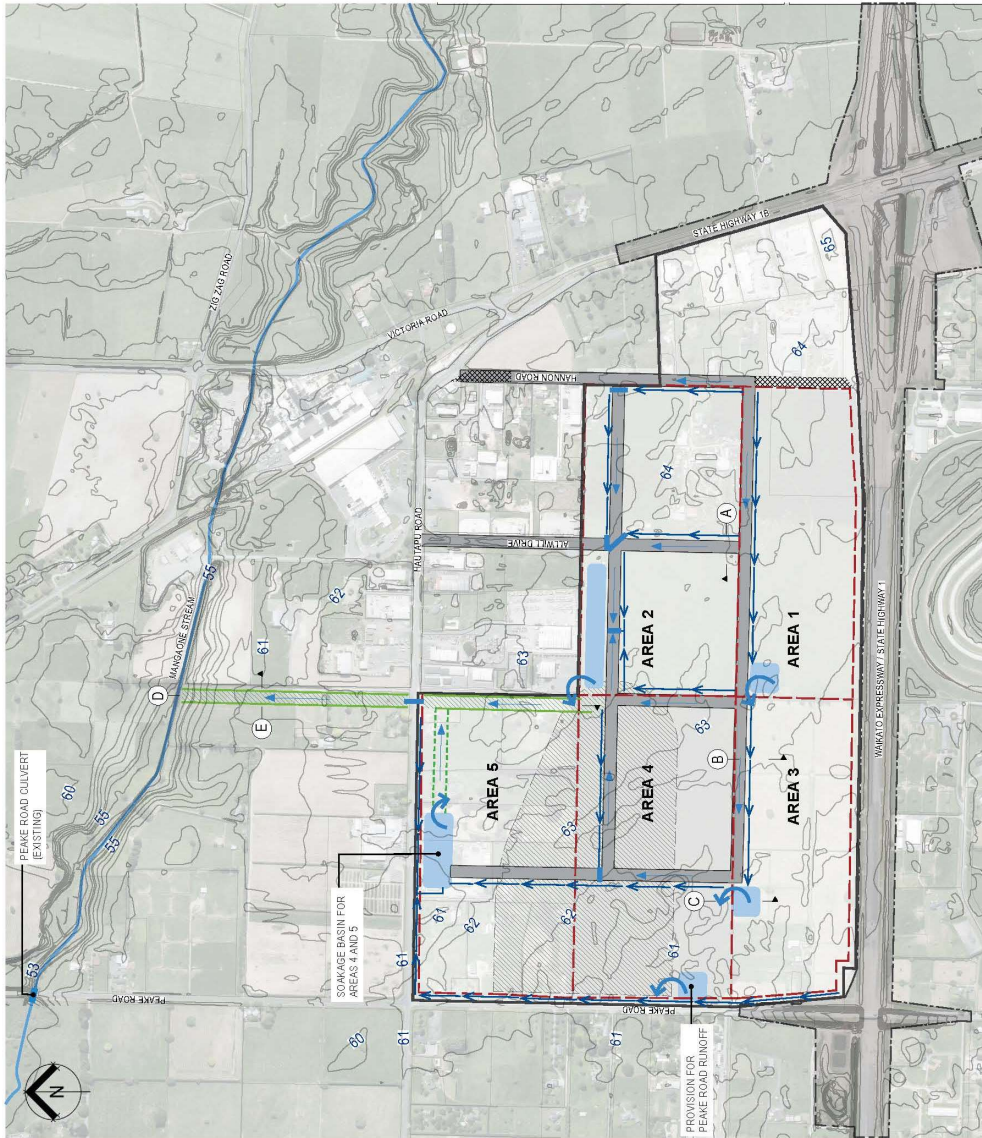 PEAKE ROAD CULVERT
(EXISTING)
53
60
55
55
MANGAONE STREAM
55
ZIG ZAG ROAD
VICTORIA ROAD
STATE HIGHWAY 1B
D
E
61
62
63
HAUTAPU ROAD
HANNON ROAD
ALLWILL DRIVE
PEAKE ROAD
N
SOAKAGE BASIN FOR
AREAS 4 AND 5
61
61
60
61
62
AREA 5
63
62
AREA 4
63
61
AREA 2
64
64
65
A
B
C
AREA 1
AREA 3
PEAKE ROAD
61
PROVISION FOR
PEAKE ROAD RUNOFF
WAIKATO EXPRESSWAY / STATE HIGHWAY 1